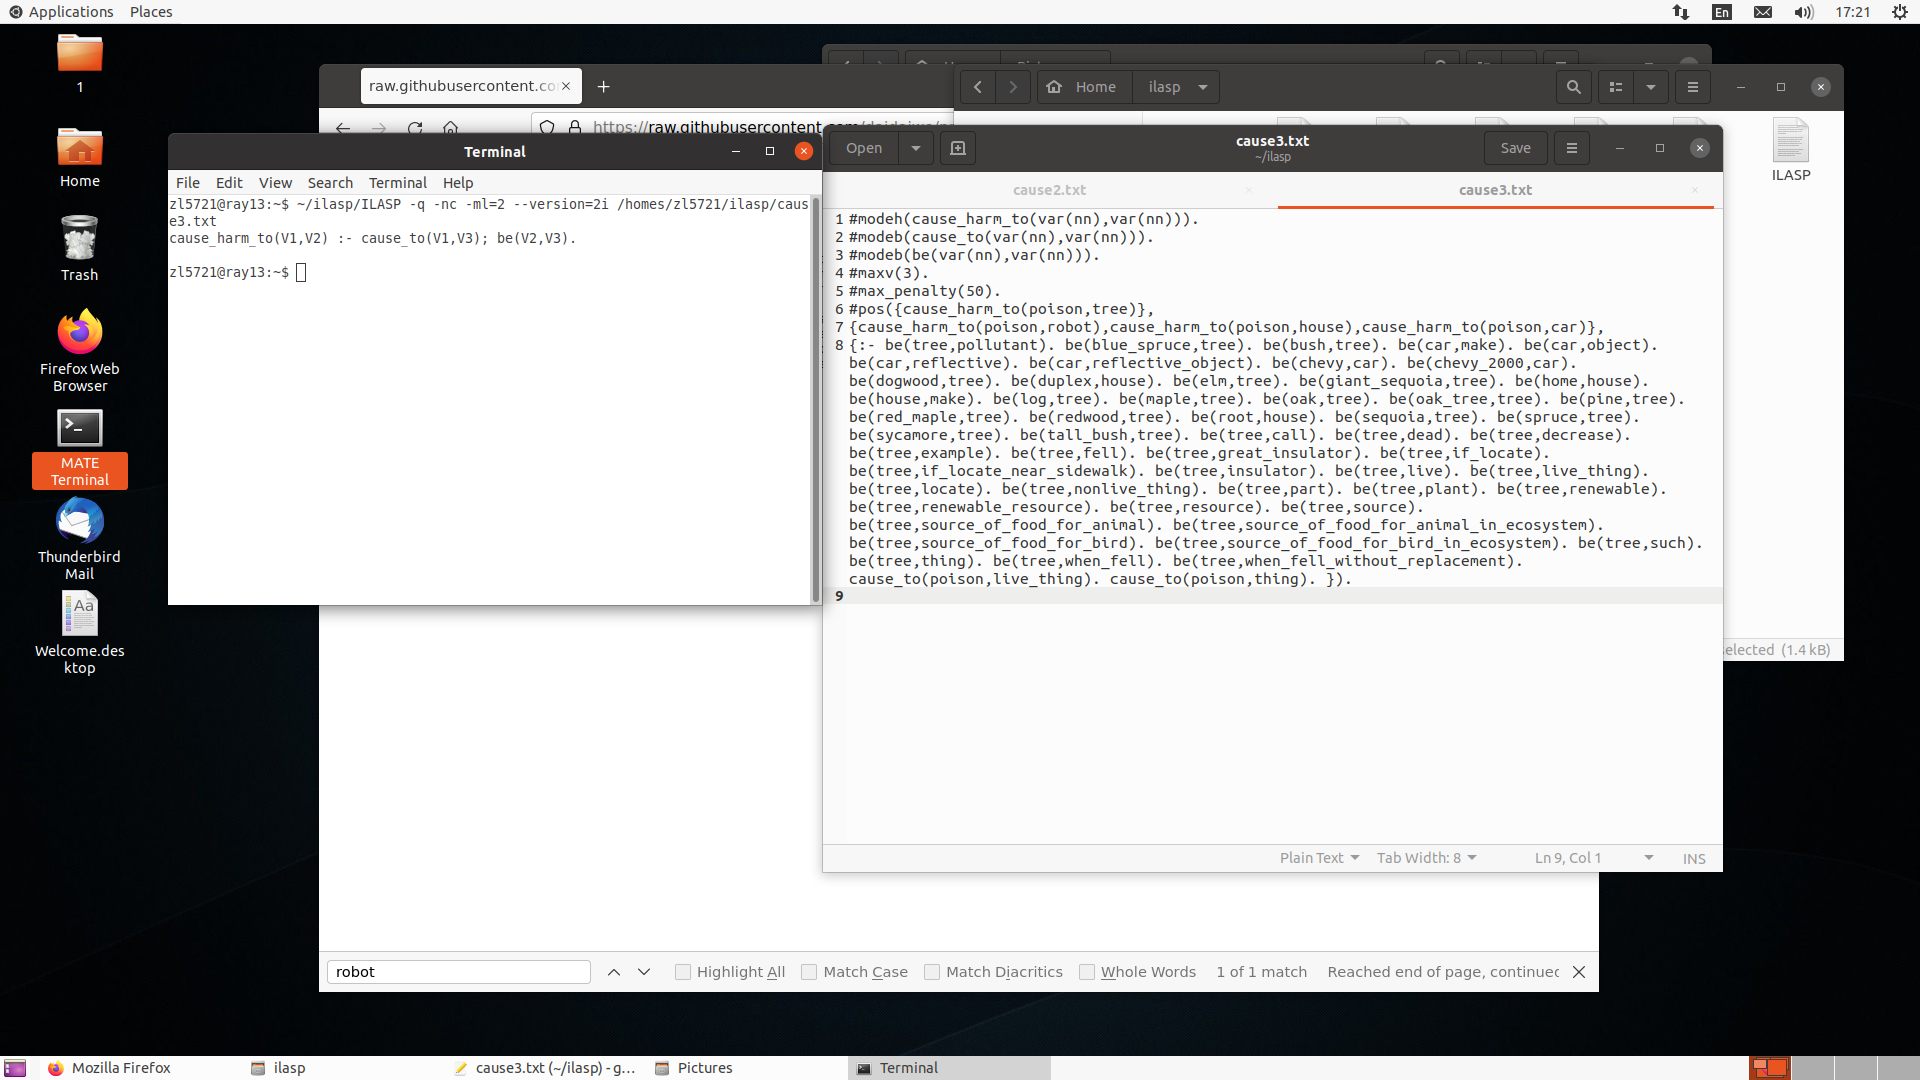 Applications Places
En 17:21
1
Home
Trash
Firefox Web
Browser
MATE
Terminal
Thunderbird
Mail
Welcome.des
ktop
raw.githubusercontent.co
Home ilasp
ILASP
selected (1.4 kB)
Terminal
File Edit View Search Terminal Help
zl5721@ray13:~$ ~/ilasp/ILASP -q -nc -ml=2 --version=2i /homes/zl5721/ilasp/caus
e3.txt
cause_harm_to(V1,V2) :- cause_to(V1,V3); be(V2,V3).
zl5721@ray13:~$
Open
cause3.txt
~/ilasp
Save
cause2.txt
cause3.txt
1 #modeh(cause_harm_to(var(nn),var(nn))).
2 #modeb(cause_to(var(nn),var(nn))).
3 #modeb(be(var(nn),var(nn))).
4 #maxv(3).
5 #max_penalty(50).
6 #pos({cause_harm_to(poison,tree)},
7 {cause_harm_to(poison,robot),cause_harm_to(poison,house),cause_harm_to(poison,car)},
8 {:- be(tree,pollutant). be(blue_spruce,tree). be(bush,tree). be(car,make). be(car,object).
be(car,reflective). be(car,reflective_object). be(chevy,car). be(chevy_2000,car).
be(dogwood,tree). be(duplex,house). be(elm,tree). be(giant_sequoia,tree). be(home,house).
be(house,make). be(log,tree). be(maple,tree). be(oak,tree). be(oak_tree,tree). be(pine,tree).
be(red_maple,tree). be(redwood,tree). be(root,house). be(sequoia,tree). be(spruce,tree).
be(sycamore,tree). be(tall_bush,tree). be(tree,call). be(tree,dead). be(tree,decrease).
be(tree,example). be(tree,fell). be(tree,great_insulator). be(tree,if_locate).
be(tree,if_locate_near_sidewalk). be(tree,insulator). be(tree,live). be(tree,live_thing).
be(tree,locate). be(tree,nonlive_thing). be(tree,part). be(tree,plant). be(tree,renewable).
be(tree,renewable_resource). be(tree,resource). be(tree,source).
be(tree,source_of_food_for_animal). be(tree,source_of_food_for_animal_in_ecosystem).
be(tree,source_of_food_for_bird). be(tree,source_of_food_for_bird_in_ecosystem). be(tree,such).
be(tree,thing). be(tree,when_fell). be(tree,when_fell_without_replacement).
cause_to(poison,live_thing). cause_to(poison,thing). }).
9
Plain Text Tab Width: 8 Ln 9, Col 1 INS
robot Highlight All Match Case Match Diacritics Whole Words 1 of 1 match Reached end of page, continued
Mozilla Firefox ilasp cause3.txt (~/ilasp) - g... Pictures Terminal